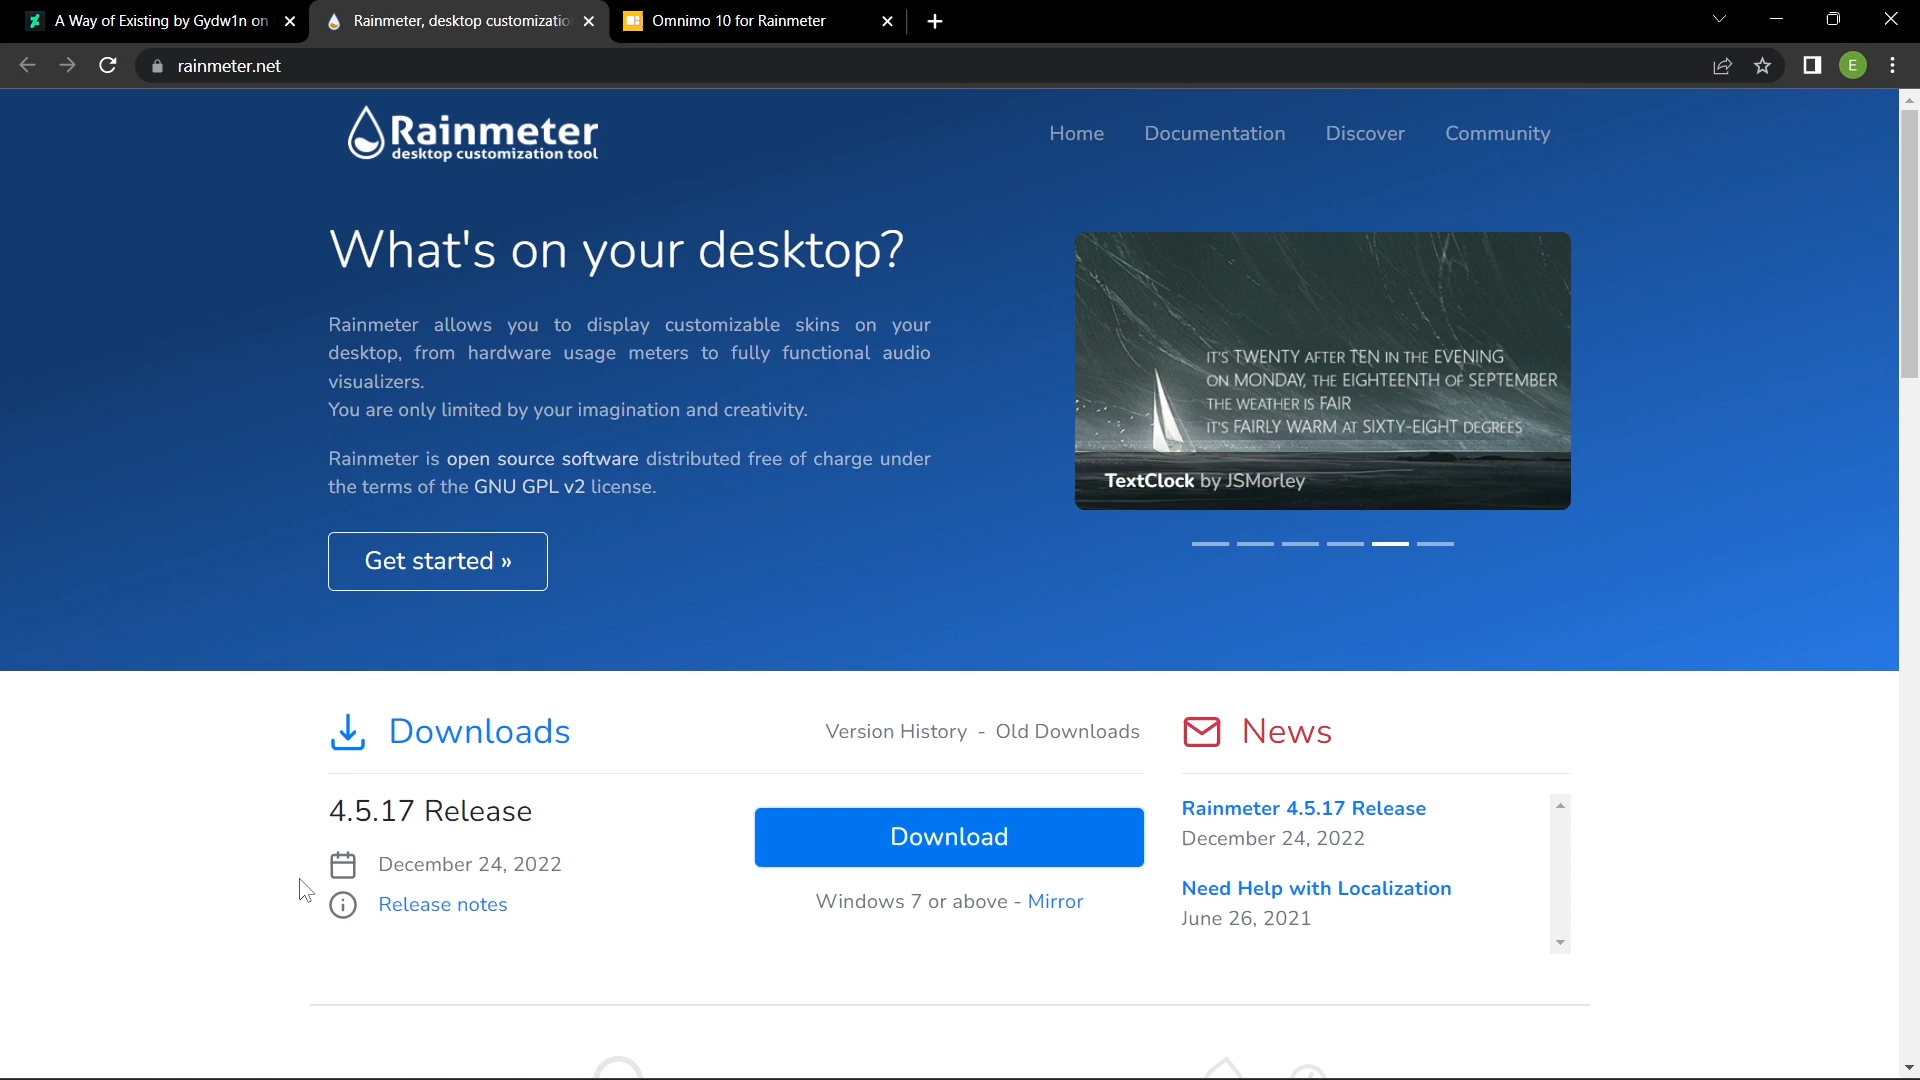 A Way of Existing by Gydw1n on
Rainmeter, desktop customizatio
Omnimo 10 for Rainmeter
rainmeter.net
E
Rainmeter
desktop customization tool
Home Documentation Discover Community
What's on your desktop?
Rainmeter allows you to display customizable skins on your
desktop, from hardware usage meters to fully functional audio
visualizers.
You are only limited by your imagination and creativity.
Rainmeter is open source software distributed free of charge under
the terms of the GNU GPL v2 license.
Get started »
IT'S TWENTY AFTER TEN IN THE EVENING
ON MONDAY, THE EIGHTEENTH OF SEPTEMBER
THE WEATHER IS FAIR
IT'S FAIRLY WARM AT SIXTY-EIGHT DEGREES
TextClock by JSMorley
Downloads
Version History - Old Downloads
4.5.17 Release
December 24, 2022
Release notes
Download
Windows 7 or above - Mirror
News
Rainmeter 4.5.17 Release
December 24, 2022
Need Help with Localization
June 26, 2021